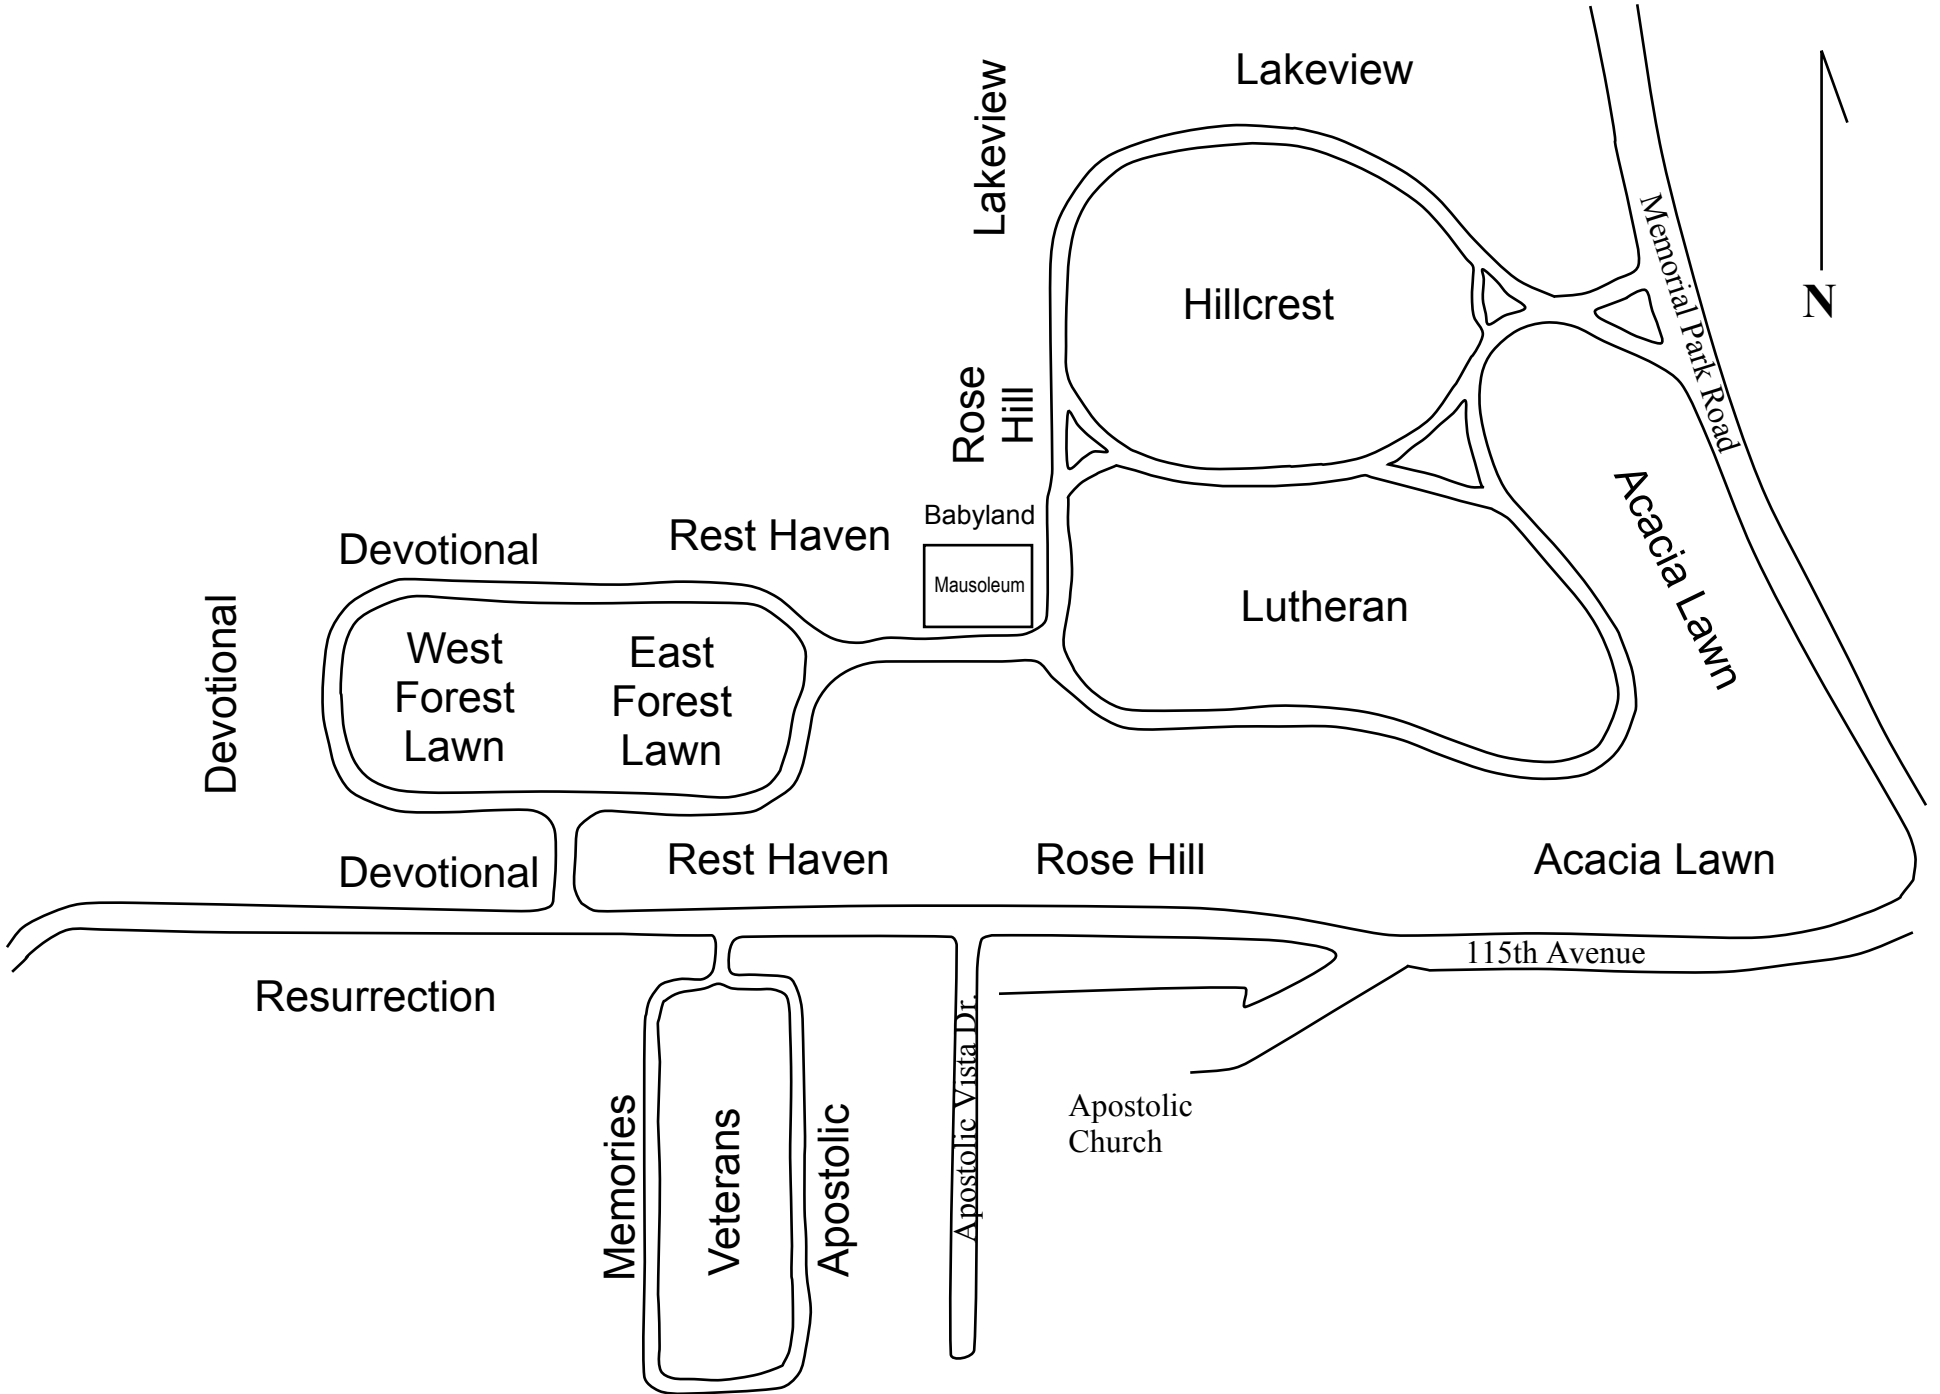 Lakeview
Lakeview
Memorial Park Road
N
Hillcrest
Rose
Hill
Acacia Lawn
Babyland
Mausoleum
Rest Haven
Devotional
Devotional
West
Forest
Lawn
East
Forest
Lawn
Lutheran
Devotional
Rest Haven
Rose Hill
Acacia Lawn
115th Avenue
Resurrection
Memories
Veterans
Apostolic
Apostolic Vista Dr.
Apostolic
Church